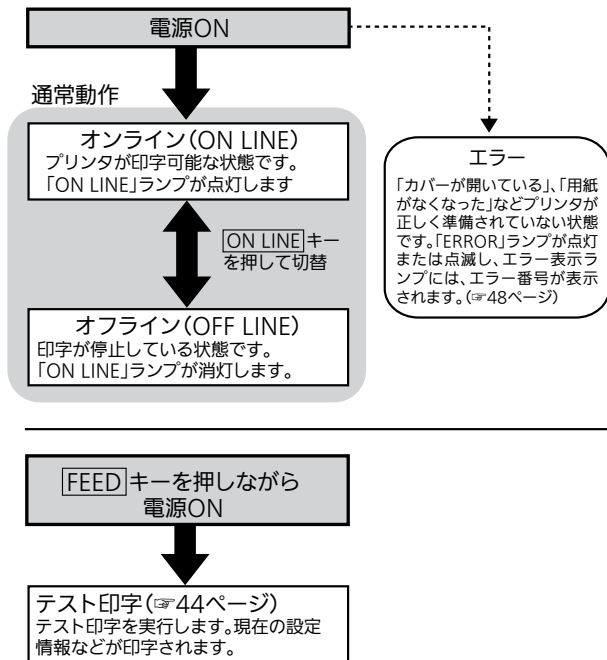 電源ON
通常動作
オンライン(ON LINE)
プリンタが印字可能な状態です。
「ON LINE」ランプが点灯します
ON LINE キー
を押して切替
オフライン(OFF LINE)
印字が停止している状態です。
「ON LINE」ランプが消灯します。
エラー
「カバーが開いている」、「用紙
がなくなった」などプリンタが
正しく準備されていない状態
です。「ERROR」ランプが点灯
または点滅し、エラー表示ラ
ンプには、エラー番号が表示
されます。(☞48ページ)
FEED キーを押しながら
電源ON
テスト印字(☞44ページ)
テスト印字を実行します。現在の設定
情報などが印字されます。